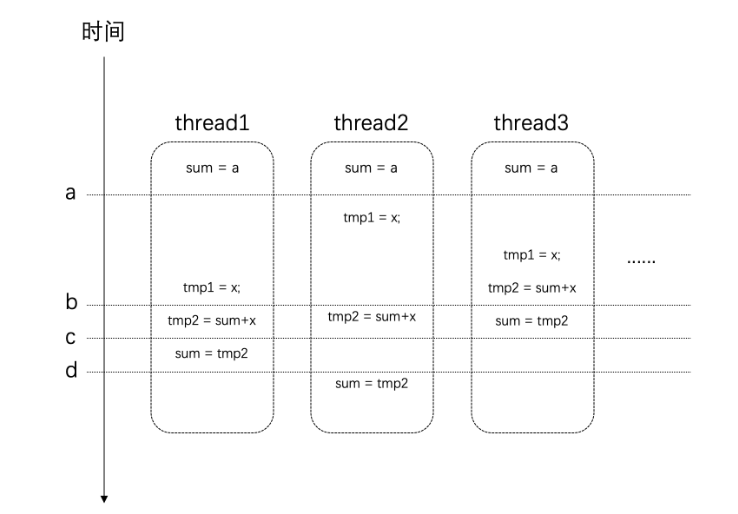 时间
thread1 thread2 thread3
sum = a sum = a sum = a
a
tmp1 = x;
tmp1 = x;
......
tmp1 = x; tmp2 = sum+x
b
tmp2 = sum+x tmp2 = sum+x sum = tmp2
c
sum = tmp2
d
sum = tmp2